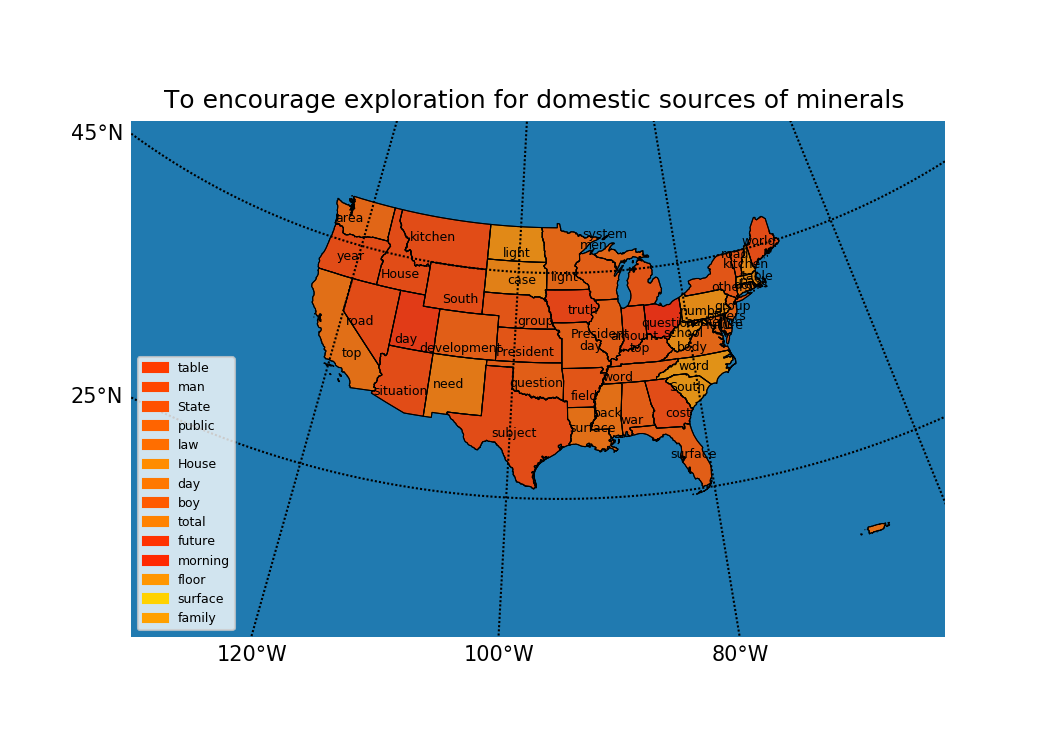 To encourage exploration for domestic sources of minerals
45°N
25°N
120°W
100°W
80°W
area
year
kitchen
House
South
road
top
day
situation
development
need
light
case
group
President
question
subject
light
truth
President
day
field
surface
back
war
word
amount
top
question
system
men
cost
surface
South
word
body
school
number
group
other
road
kitchen
table
world
table
man
State
public
law
House
day
boy
total
future
morning
floor
surface
family